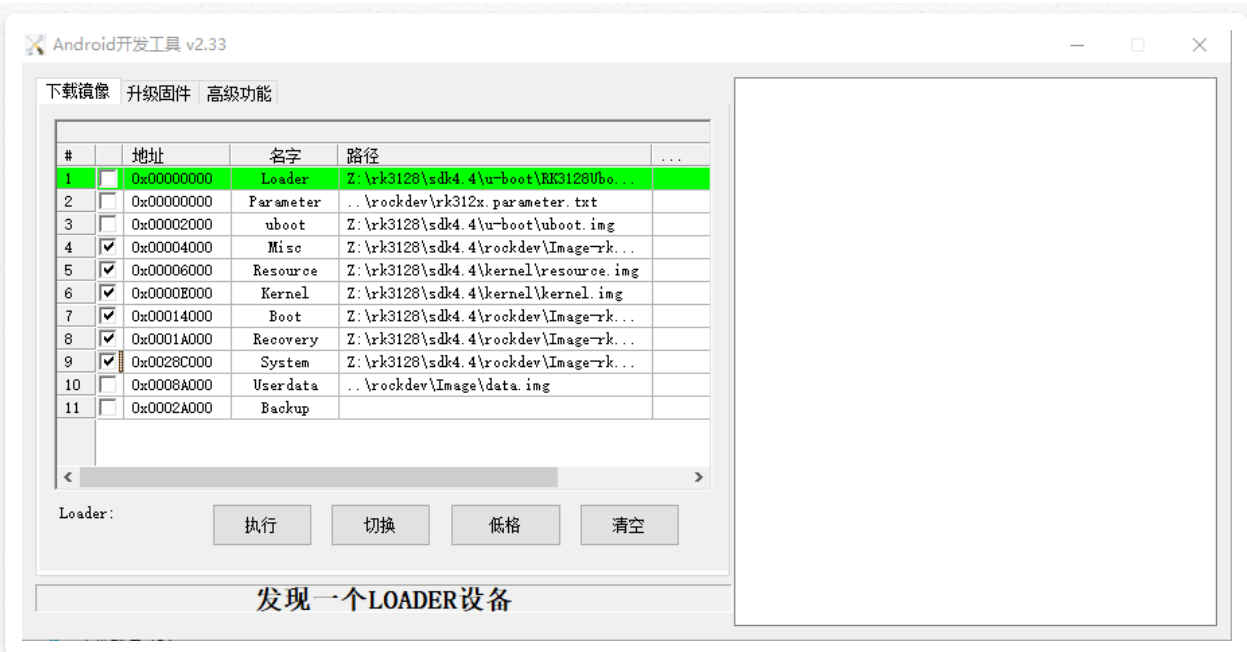 Android开发工具 v2.33
下载镜像 升级固件 高级功能
# 地址 名字 路径 ...
1 0x00000000 Loader Z:\rk3128\sdk4.4\u-boot\RK3128Ubo...
2 0x00000000 Parameter ..\rockdev\rk312x.parameter.txt
3 0x00002000 uboot Z:\rk3128\sdk4.4\u-boot\uboot.img
4 0x00004000 Misc Z:\rk3128\sdk4.4\rockdev\Image-rk...
5 0x00006000 Resource Z:\rk3128\sdk4.4\kernel\resource.img
6 0x0000E000 Kernel Z:\rk3128\sdk4.4\kernel\kernel.img
7 0x00014000 Boot Z:\rk3128\sdk4.4\rockdev\Image-rk...
8 0x0001A000 Recovery Z:\rk3128\sdk4.4\rockdev\Image-rk...
9 0x0028C000 System Z:\rk3128\sdk4.4\rockdev\Image-rk...
10 0x0008A000 Userdata ..\rockdev\Image\data.img
11 0x0002A000 Backup
Loader: 执行 切换 低格 清空
发现一个LOADER设备